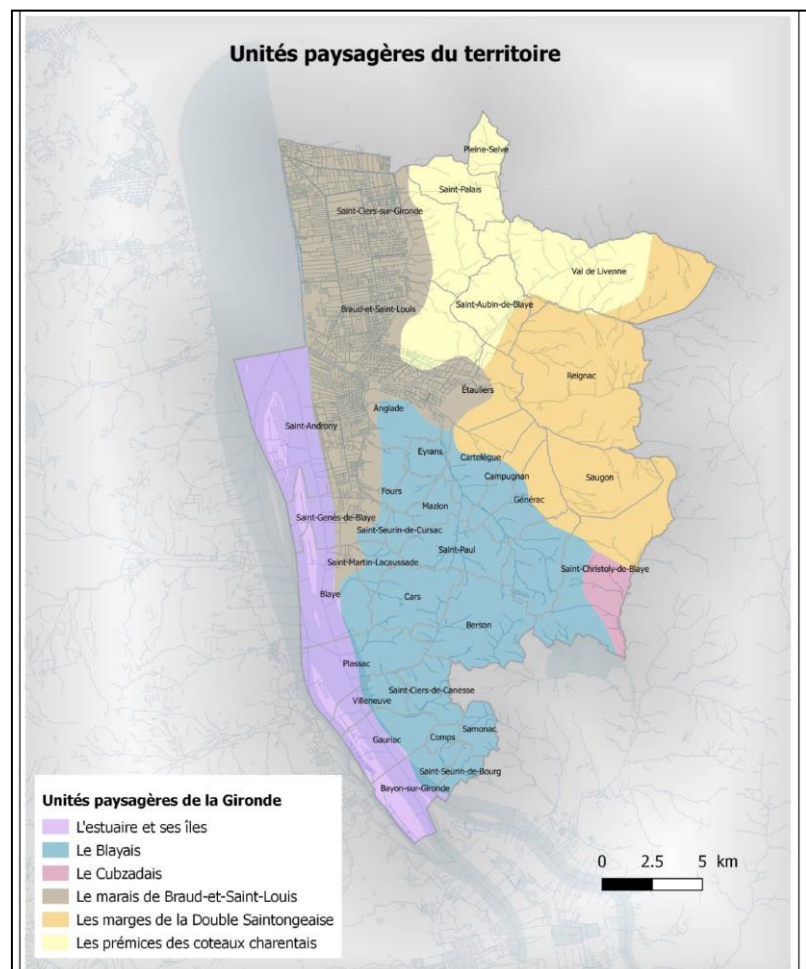 Unités paysagères du territoire
Pleine-Selve
Saint-Palais
Saint-Ciers-sur-Gironde
Val de Livenne
Saint-Aubin-de-Blaye
Braud-et-Saint-Louis
Reignac
Étauliers
Anglade
Saint-Androny
Eyrans
Cartelègue
Campugnan
Saugon
Fours
Générac
Mazion
Saint-Genès-de-Blaye
Saint-Seurin-de-Cursac
Saint-Paul
Saint-Martin-Lacaussade
Saint-Christoly-de-Blaye
Blaye
Cars
Berson
Plassac
Saint-Ciers-de-Canesse
Villeneuve
Samonac
Gauriac
Comps
Saint-Seurin-de-Bourg
Bayon-sur-Gironde
Unités paysagères de la Gironde
L'estuaire et ses îles
Le Blayais
Le Cubzadais
Le marais de Braud-et-Saint-Louis
Les marges de la Double Saintongeaise
Les prémices des coteaux charentais
0 2.5 5 km